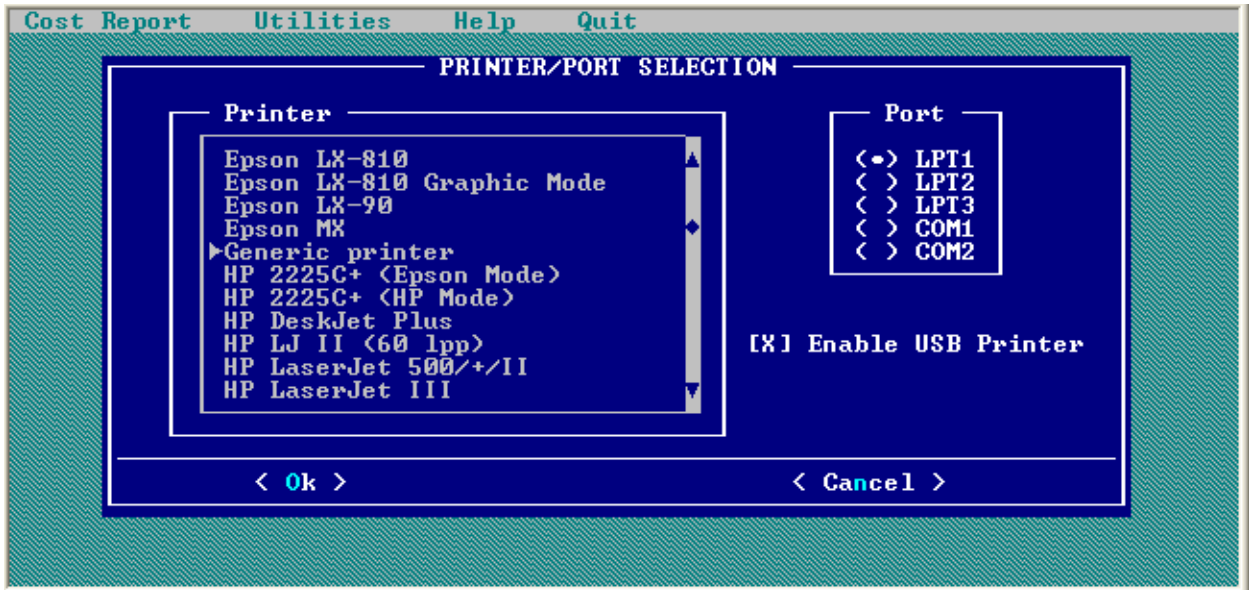 Cost Report Utilities Help Quit
PRINTER/PORT SELECTION
Printer
Epson LX-810
Epson LX-810 Graphic Mode
Epson LX-90
Epson MX
Generic printer
HP 2225C+ (Epson Mode)
HP 2225C+ (HP Mode)
HP DeskJet Plus
HP LJ II (60 lpp)
HP LaserJet 500/+/II
HP LaserJet III
Port
(•) LPT1
( ) LPT2
( ) LPT3
( ) COM1
( ) COM2
[X] Enable USB Printer
< Ok >
< Cancel >